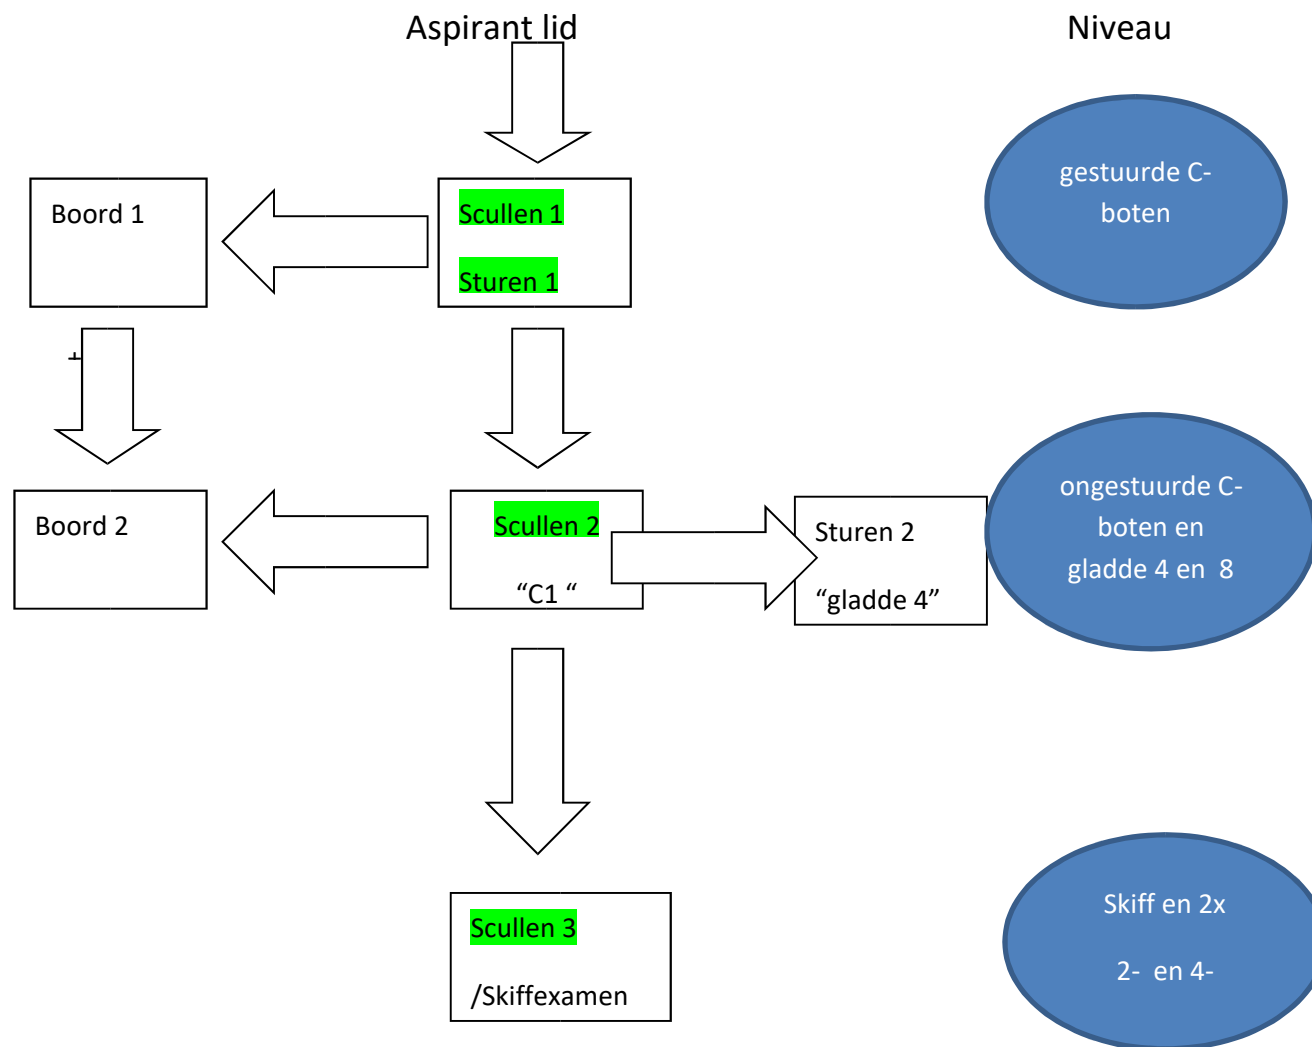 Aspirant lid
Niveau
gestuurde C-
boten
Boord 1
Scullen 1
Sturen 1
Boord 2
Scullen 2
“C1 “
Sturen 2
“gladde 4”
ongestuurde C-
boten en
gladde 4 en  8
Scullen 3
/Skiffexamen
Skiff en 2x
2-  en 4-